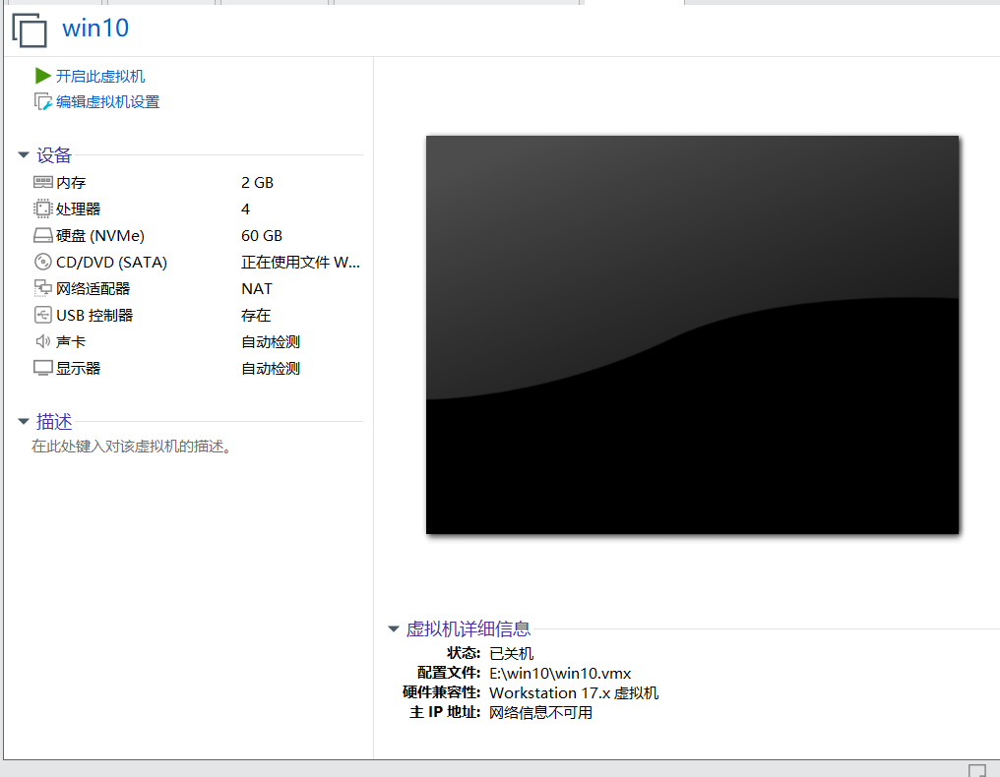 win10
开启此虚拟机
编辑虚拟机设置
设备
内存 2 GB
处理器 4
硬盘 (NVMe) 60 GB
CD/DVD (SATA) 正在使用文件 W...
网络适配器 NAT
USB 控制器 存在
声卡 自动检测
显示器 自动检测
描述
在此处键入对该虚拟机的描述。
虚拟机详细信息
状态: 已关机
配置文件: E:\win10\win10.vmx
硬件兼容性: Workstation 17.x 虚拟机
主 IP 地址: 网络信息不可用